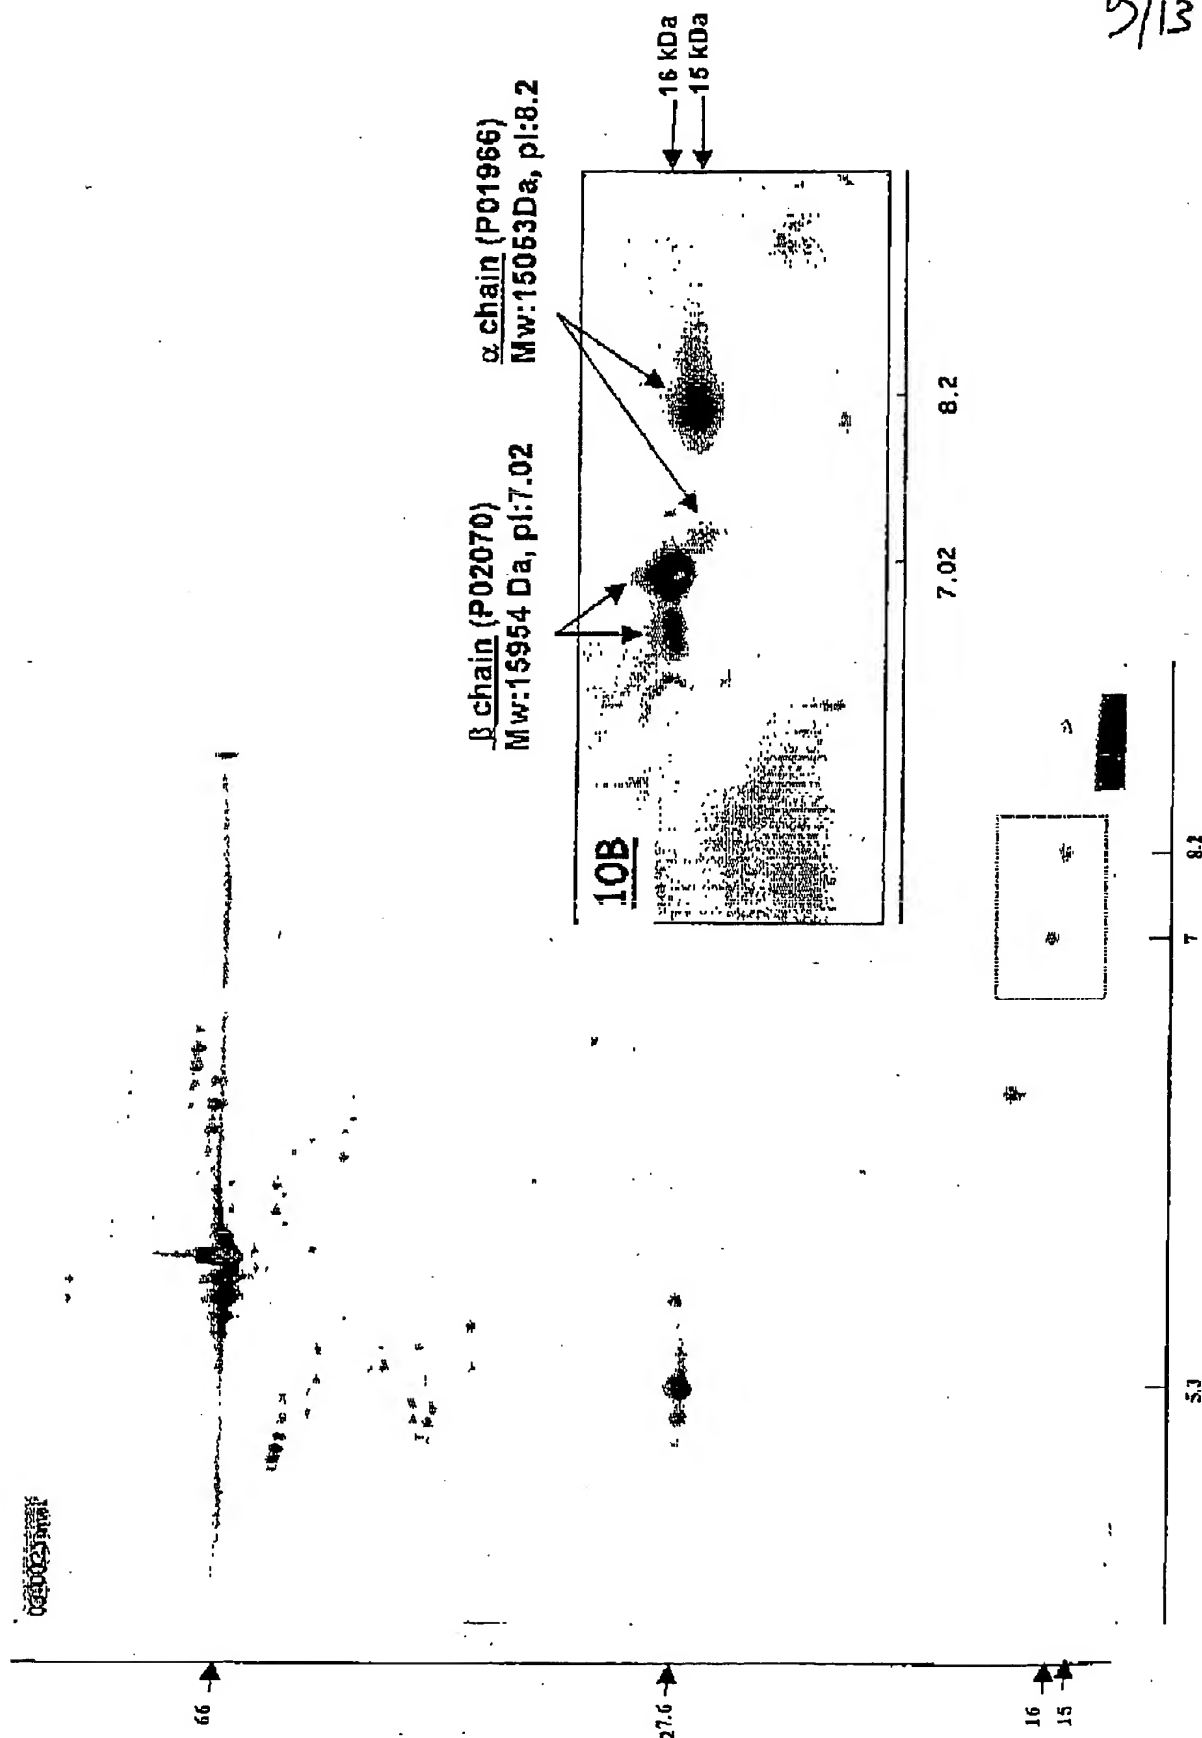 9/13
β chain (P02070)
Mw:15954 Da, pI:7.02
α chain (P01966)
Mw:15053Da, pI:8.2
16 kDa
15 kDa
10B
7.02
8.2
66
27.6
16
15
5.3
7
8.2